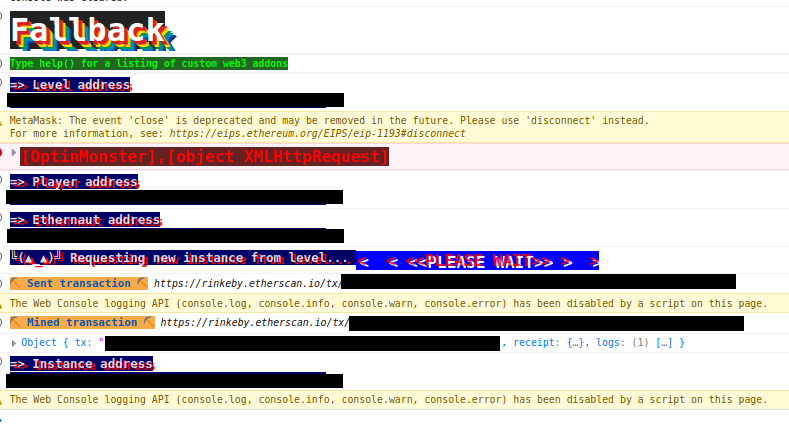 Fallback
Type help() for a listing of custom web3 addons
=> Level address
MetaMask: The event 'close' is deprecated and may be removed in the future. Please use 'disconnect' instead.
For more information, see: https://eips.ethereum.org/EIPS/eip-1193#disconnect
[OptinMonster],[object XMLHttpRequest]
=> Player address
=> Ethernaut address
╚(▲_▲)╝ Requesting new instance from level... < < <<PLEASE WAIT>> > >
⛏ Sent transaction ⛏ https://rinkeby.etherscan.io/tx/
The Web Console logging API (console.log, console.info, console.warn, console.error) has been disabled by a script on this page.
⛏ Mined transaction ⛏ https://rinkeby.etherscan.io/tx/
Object { tx: " , receipt: {…}, logs: (1) […] }
=> Instance address
The Web Console logging API (console.log, console.info, console.warn, console.error) has been disabled by a script on this page.